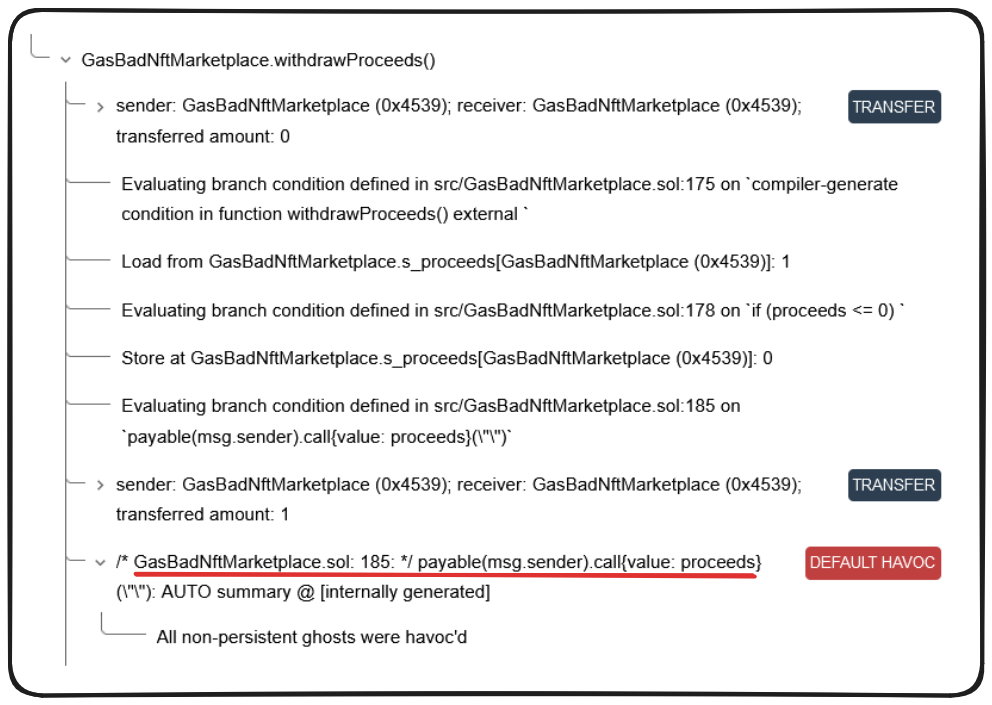 GasBadNftMarketplace.withdrawProceeds()
sender: GasBadNftMarketplace (0x4539); receiver: GasBadNftMarketplace (0x4539);
TRANSFER
transferred amount: 0
Evaluating branch condition defined in src/GasBadNftMarketplace.sol:175 on `compiler-generate
condition in function withdrawProceeds() external `
Load from GasBadNftMarketplace.s_proceeds[GasBadNftMarketplace (0x4539)]: 1
Evaluating branch condition defined in src/GasBadNftMarketplace.sol:178 on `if (proceeds <= 0) `
Store at GasBadNftMarketplace.s_proceeds[GasBadNftMarketplace (0x4539)]: 0
Evaluating branch condition defined in src/GasBadNftMarketplace.sol:185 on
`payable(msg.sender).call{value: proceeds}(\"\")`
sender: GasBadNftMarketplace (0x4539); receiver: GasBadNftMarketplace (0x4539);
TRANSFER
transferred amount: 1
/* GasBadNftMarketplace.sol: 185: */ payable(msg.sender).call{value: proceeds}
DEFAULT HAVOC
(\"\"): AUTO summary @ [internally generated]
All non-persistent ghosts were havoc'd